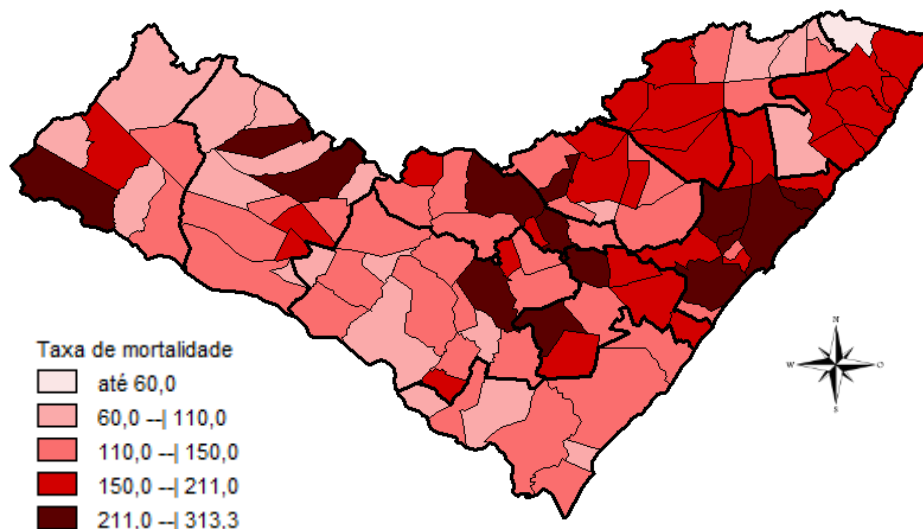 N
W
O
S
Taxa de mortalidade
até 60,0
60,0 --| 110,0
110,0 --| 150,0
150,0 --| 211,0
211,0 --| 313,3